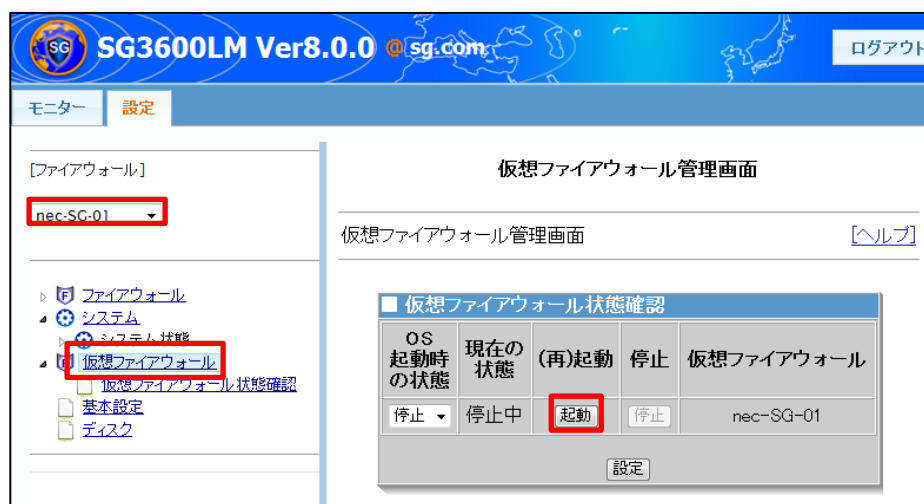 SG
SG3600LM Ver8.0.0 @ sg.com
ログアウト
モニター 設定
[ファイアウォール]
nec-SG-01
ファイアウォール
システム
システム状態
仮想ファイアウォール
仮想ファイアウォール状態確認
基本設定
ディスク
仮想ファイアウォール管理画面
仮想ファイアウォール管理画面 [ヘルプ]
■ 仮想ファイアウォール状態確認
OS
起動時
の状態
現在の
状態
(再)起動
停止
仮想ファイアウォール
停止
停止中
起動
停止
nec-SG-01
設定